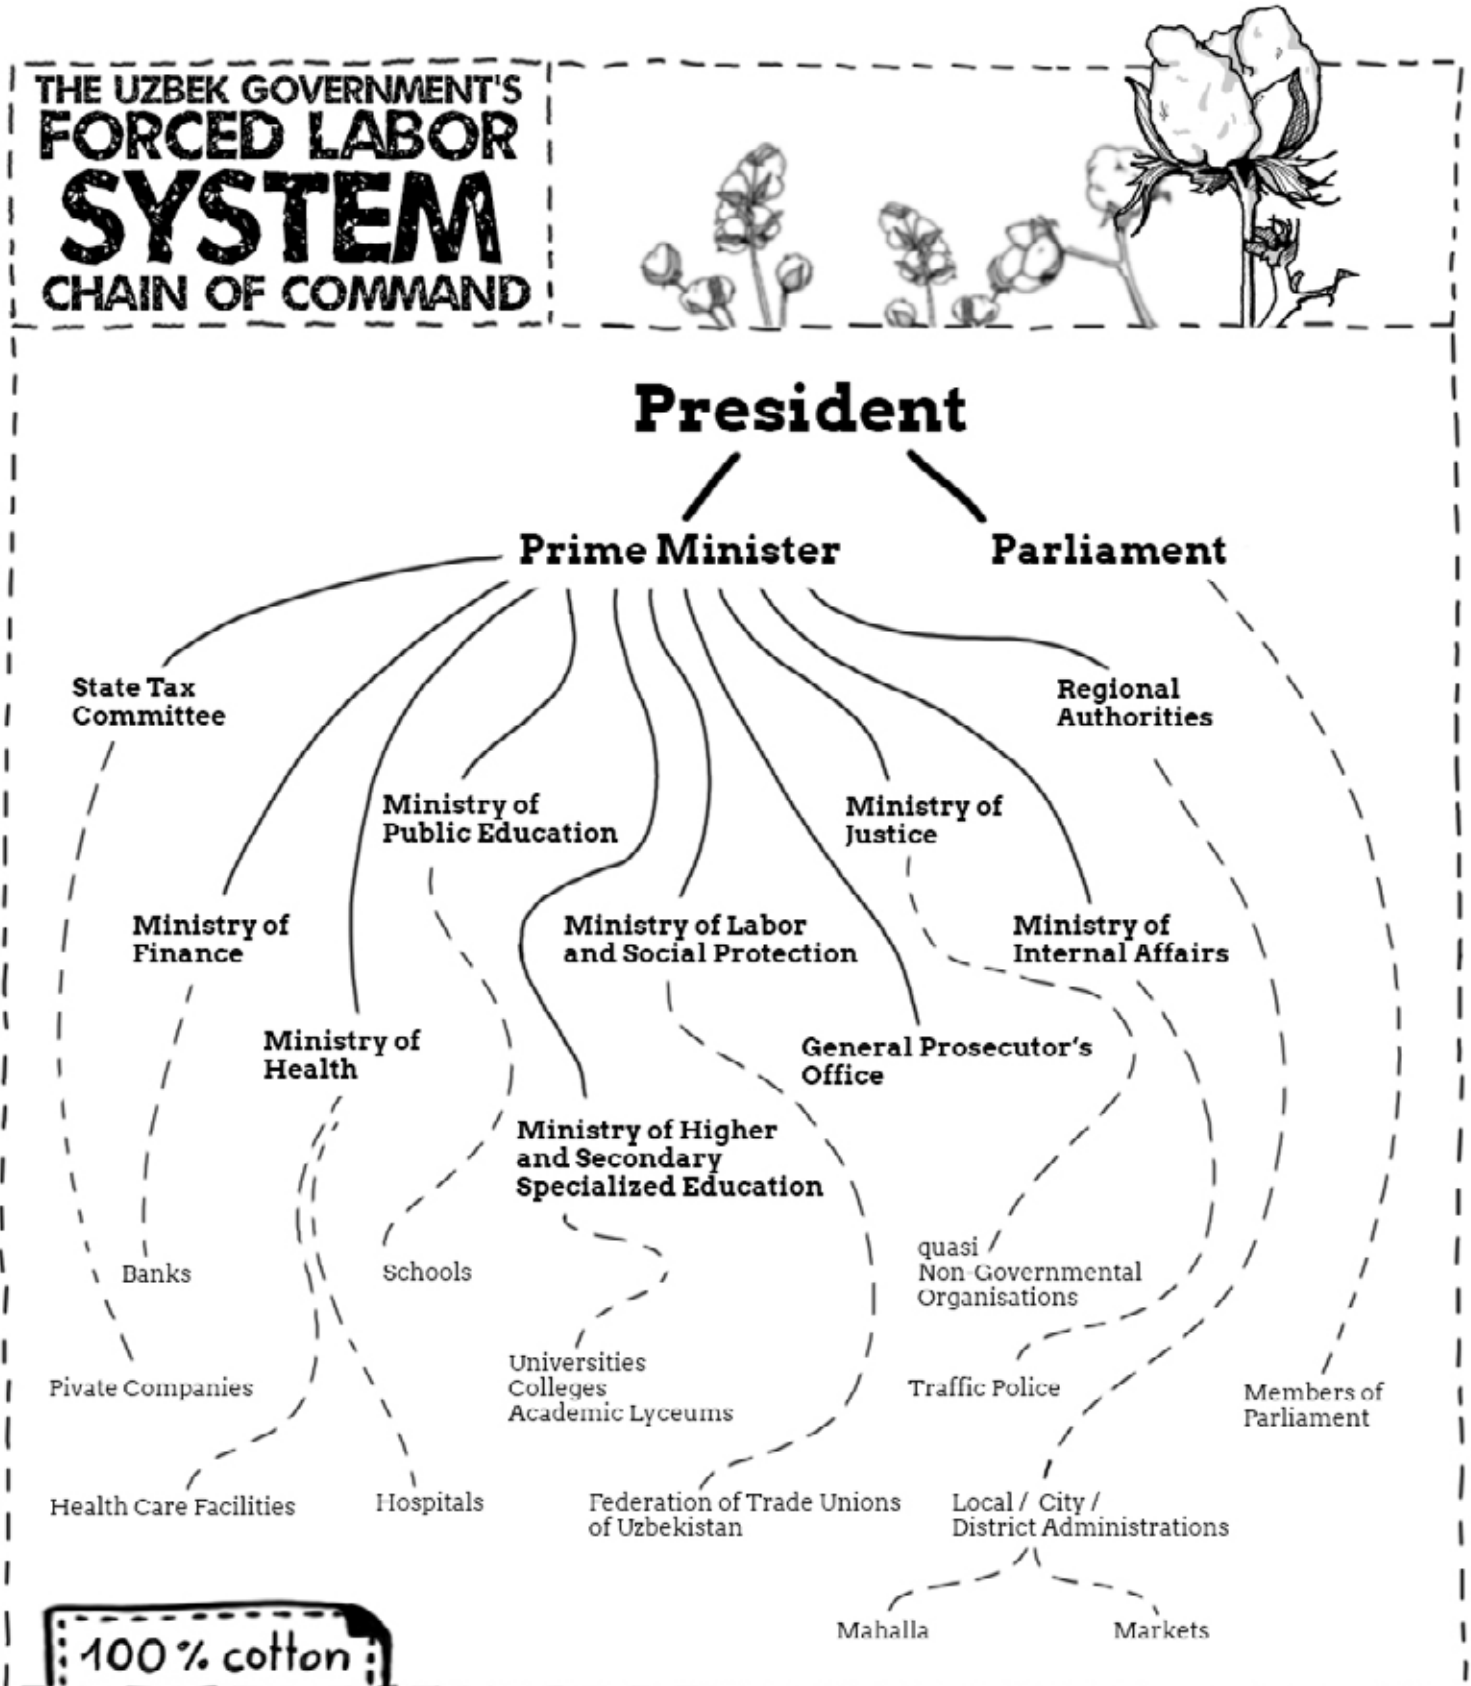 THE UZBEK GOVERNMENT'S
FORCED LABOR
SYSTEM
CHAIN OF COMMAND
President
Prime Minister
Parliament
State Tax
Committee
Regional
Authorities
Ministry of
Public Education
Ministry of
Justice
Ministry of
Finance
Ministry of Labor
and Social Protection
Ministry of
Internal Affairs
Ministry of
Health
General Prosecutor's
Office
Ministry of Higher
and Secondary
Specialized Education
Banks
Schools
quasi
Non-Governmental
Organisations
Pivate Companies
Universities
Colleges
Academic Lyceums
Traffic Police
Members of
Parliament
Health Care Facilities
Hospitals
Federation of Trade Unions
of Uzbekistan
Local / City /
District Administrations
Mahalla
Markets
100 % cotton